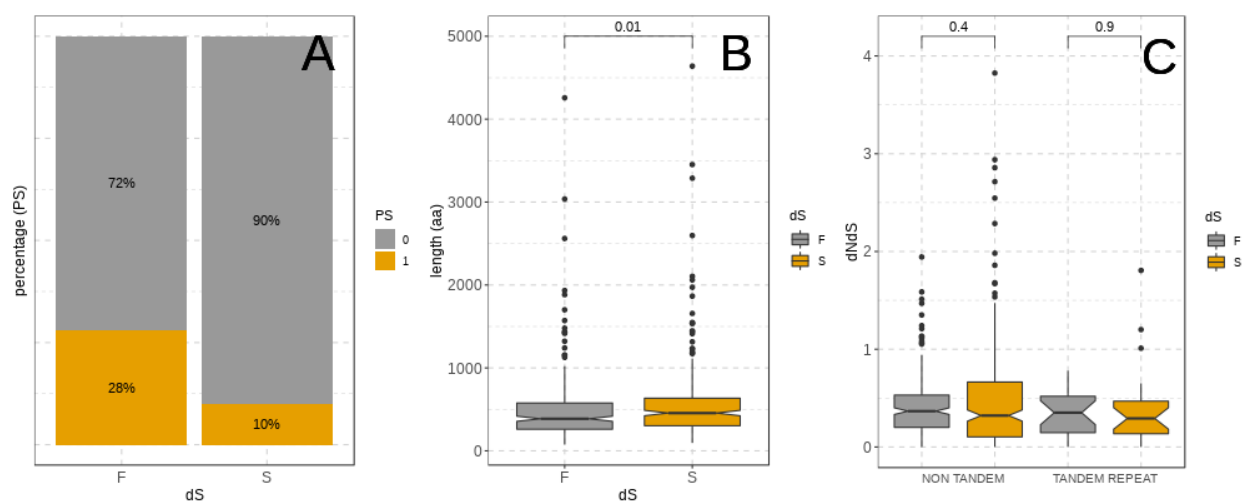 A
percentage (PS)
72%
90%
28%
10%
F
S
dS
PS
0
1
B
0.01
length (aa)
5000
4000
3000
2000
1000
0
F
S
dS
dS
F
S
C
0.4
0.9
dNdS
4
3
2
1
0
NON TANDEM
TANDEM REPEAT
dS
F
S